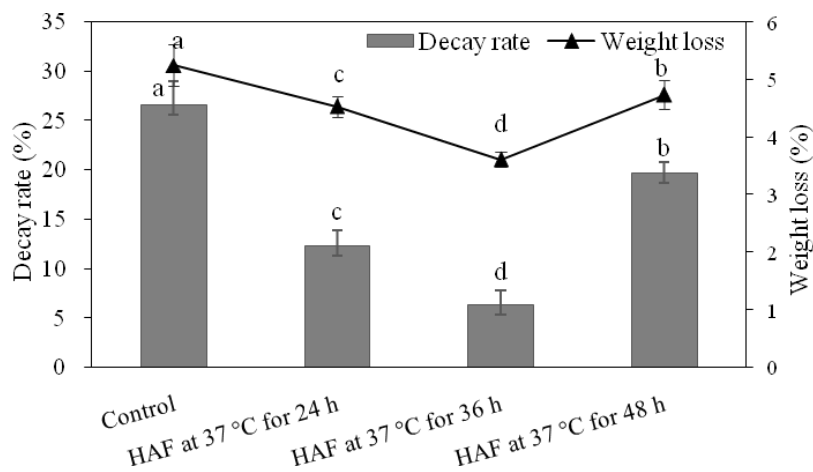 Decay rate
Weight loss
Decay rate (%)
35
30
25
20
15
10
5
0
a
a
c
c
d
d
b
b
6
5
4
3
2
1
0
Weight loss (%)
Control
HAF at 37 °C for 24 h
HAF at 37 °C for 36 h
HAF at 37 °C for 48 h